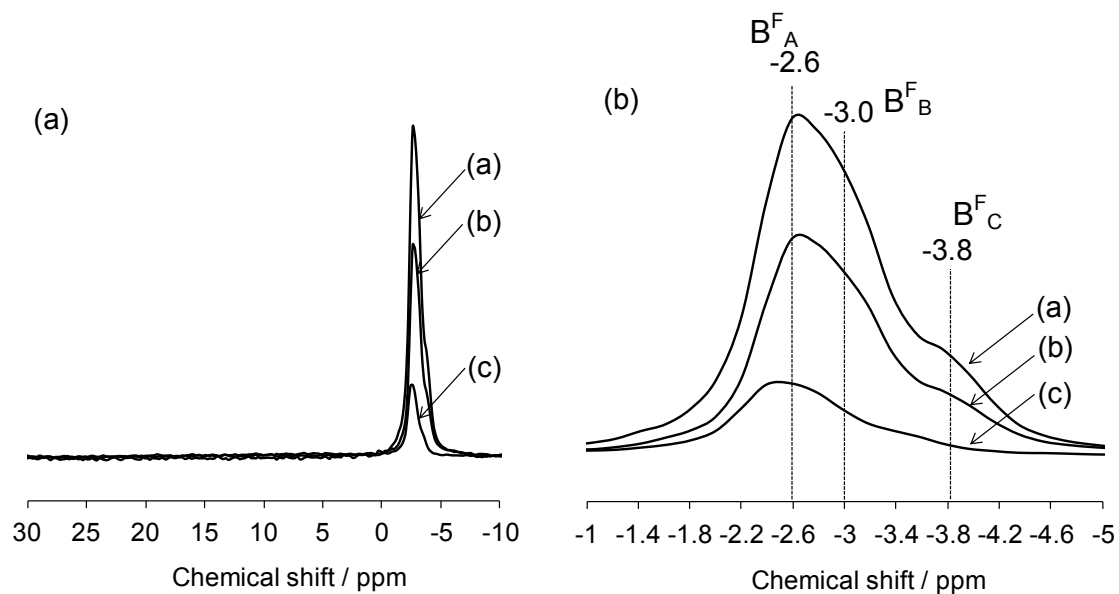 (a)
(a)
(b)
(c)
30 25 20 15 10 5 0 -5 -10
Chemical shift / ppm
B^F_A
-2.6
(b)
-3.0 B^F_B
B^F_C
-3.8
(a)
(b)
(c)
-1 -1.4 -1.8 -2.2 -2.6 -3 -3.4 -3.8 -4.2 -4.6 -5
Chemical shift / ppm